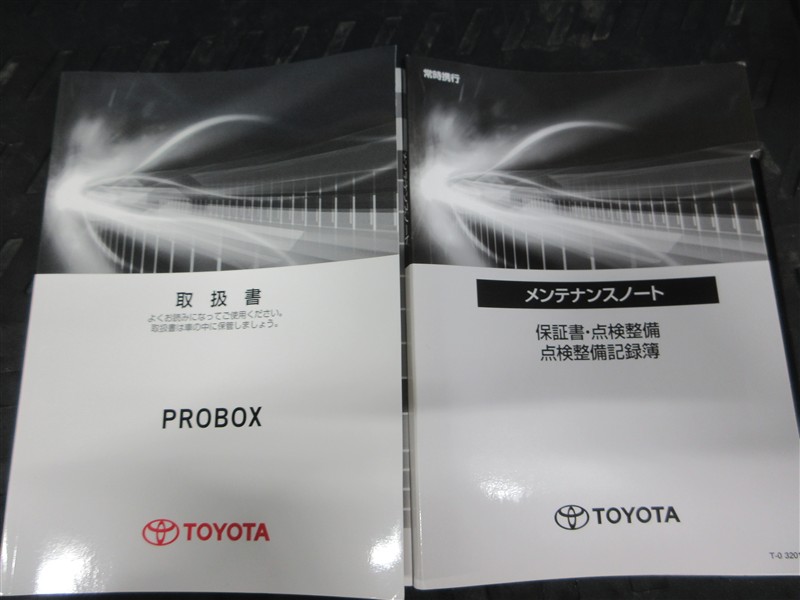 取扱書
よくお読みになってご使用ください。
取扱書は車の中に保管しましょう。
PROBOX
TOYOTA
常時携行
メンテナンスノート
保証書・点検整備
点検整備記録簿
TOYOTA
T-0 3201